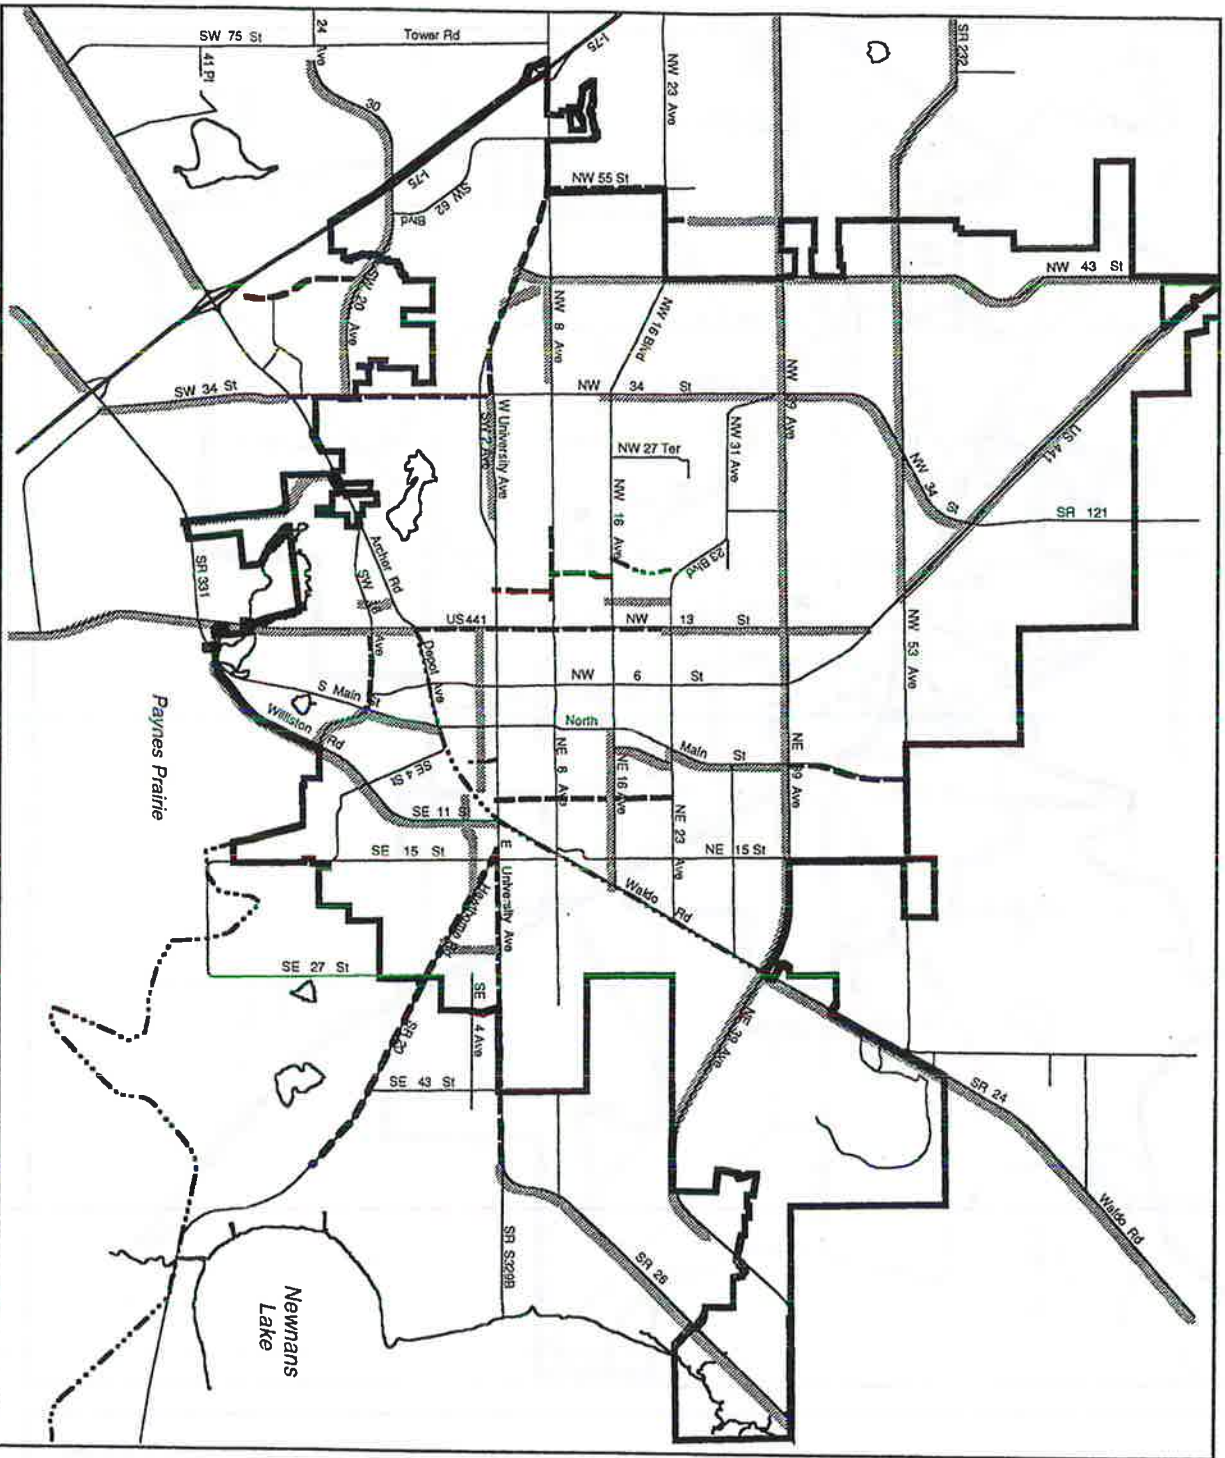 SW 75 St
24 Ave
Tower Rd
I-75
NW 23 Ave
SR 232
41 Pl
30
I-75
SW 62
Blvd
NW 55 St
NW 43 St
SW 20 Ave
NW 8 Ave
NW 16 Blvd
SW 34 St
NW 34 St
NW
39 Ave
US 441
W University Ave
SW 2 Ave
NW 27 Ter
NW 31 Ave
NW 34 St
SR 121
NW 16 Ave
23 Blvd
Archer Rd
SR 331
SW 16 Ave
US441
NW 13 St
NW 53 Ave
Depot Ave
NW 6 St
S Main St
Williston Rd
North Main St
Paynes Prairie
SE 4 St
NE 8 Ave
NE 16 Ave
NE 39 Ave
SE 11 St
NE 23 Ave
SE 15 St
E University Ave
NE 15 St
Waldo Rd
Hawthorne Rd
SE 27 St
SE 4 Ave
SR 20
NE 39 Ave
SE 43 St
SR 24
Waldo Rd
SR S329B
SR 26
Newnans
Lake